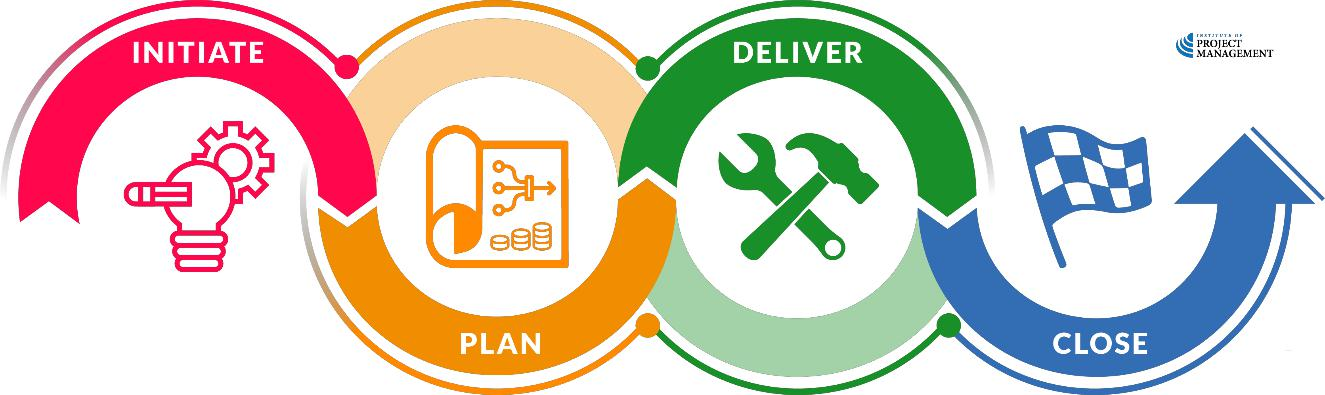 INITIATE
DELIVER
INSTITUTE OF
PROJECT
MANAGEMENT
PLAN
CLOSE